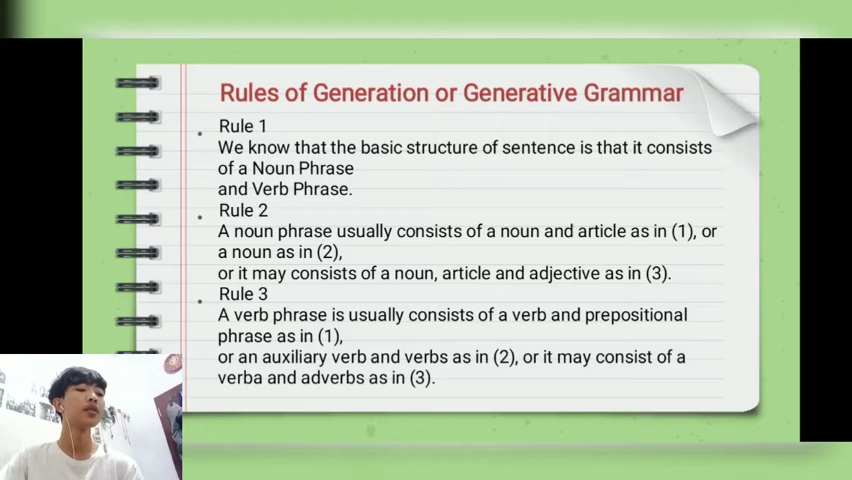 Rules of Generation or Generative Grammar
• Rule 1
We know that the basic structure of sentence is that it consists
of a Noun Phrase
and Verb Phrase.
• Rule 2
A noun phrase usually consists of a noun and article as in (1), or
a noun as in (2),
or it may consists of a noun, article and adjective as in (3).
• Rule 3
A verb phrase is usually consists of a verb and prepositional
phrase as in (1),
or an auxiliary verb and verbs as in (2), or it may consist of a
verba and adverbs as in (3).